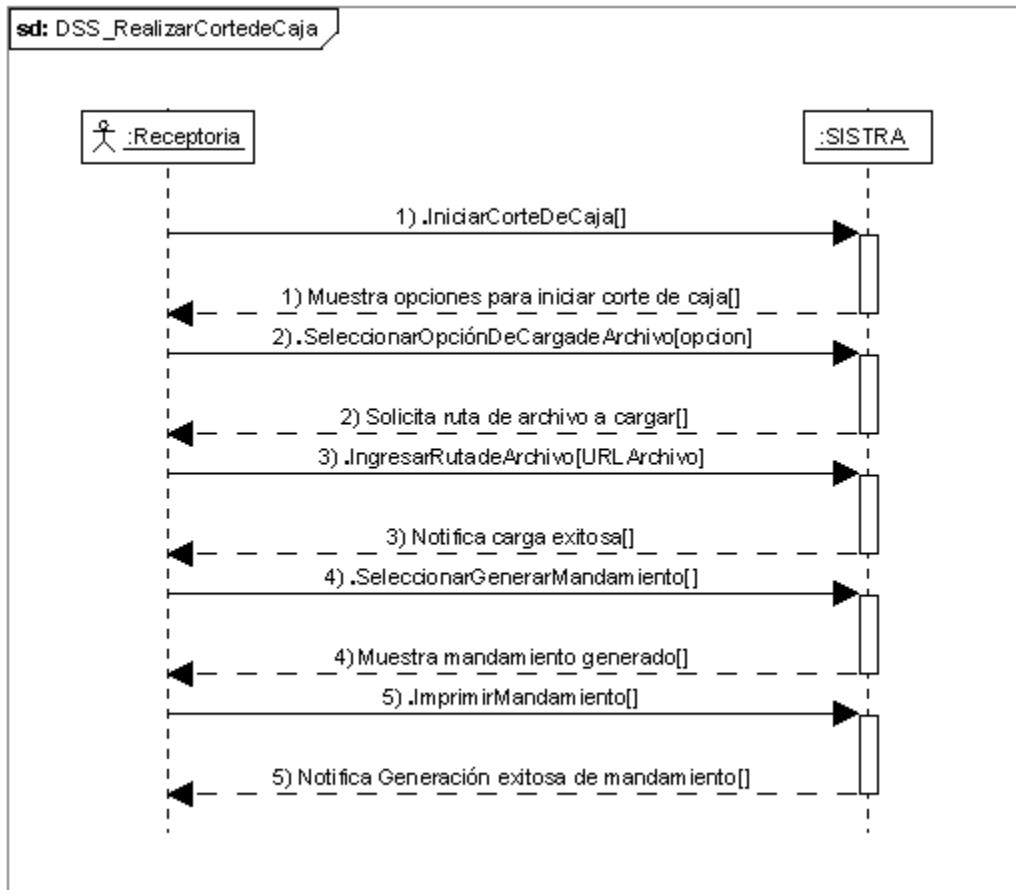 sd: DSS_RealizarCortedeCaja
:Receptoria
:SISTRA
1) .IniciarCorteDeCaja[]
1) Muestra opciones para iniciar corte de caja[]
2) .SeleccionarOpciónDeCargadeArchivo[opcion]
2) Solicita ruta de archivo a cargar[]
3) .IngresarRutadeArchivo[URLArchivo]
3) Notifica carga exitosa[]
4) .SeleccionarGenerarMandamiento[]
4) Muestra mandamiento generado[]
5) .ImprimirMandamiento[]
5) Notifica Generación exitosa de mandamiento[]